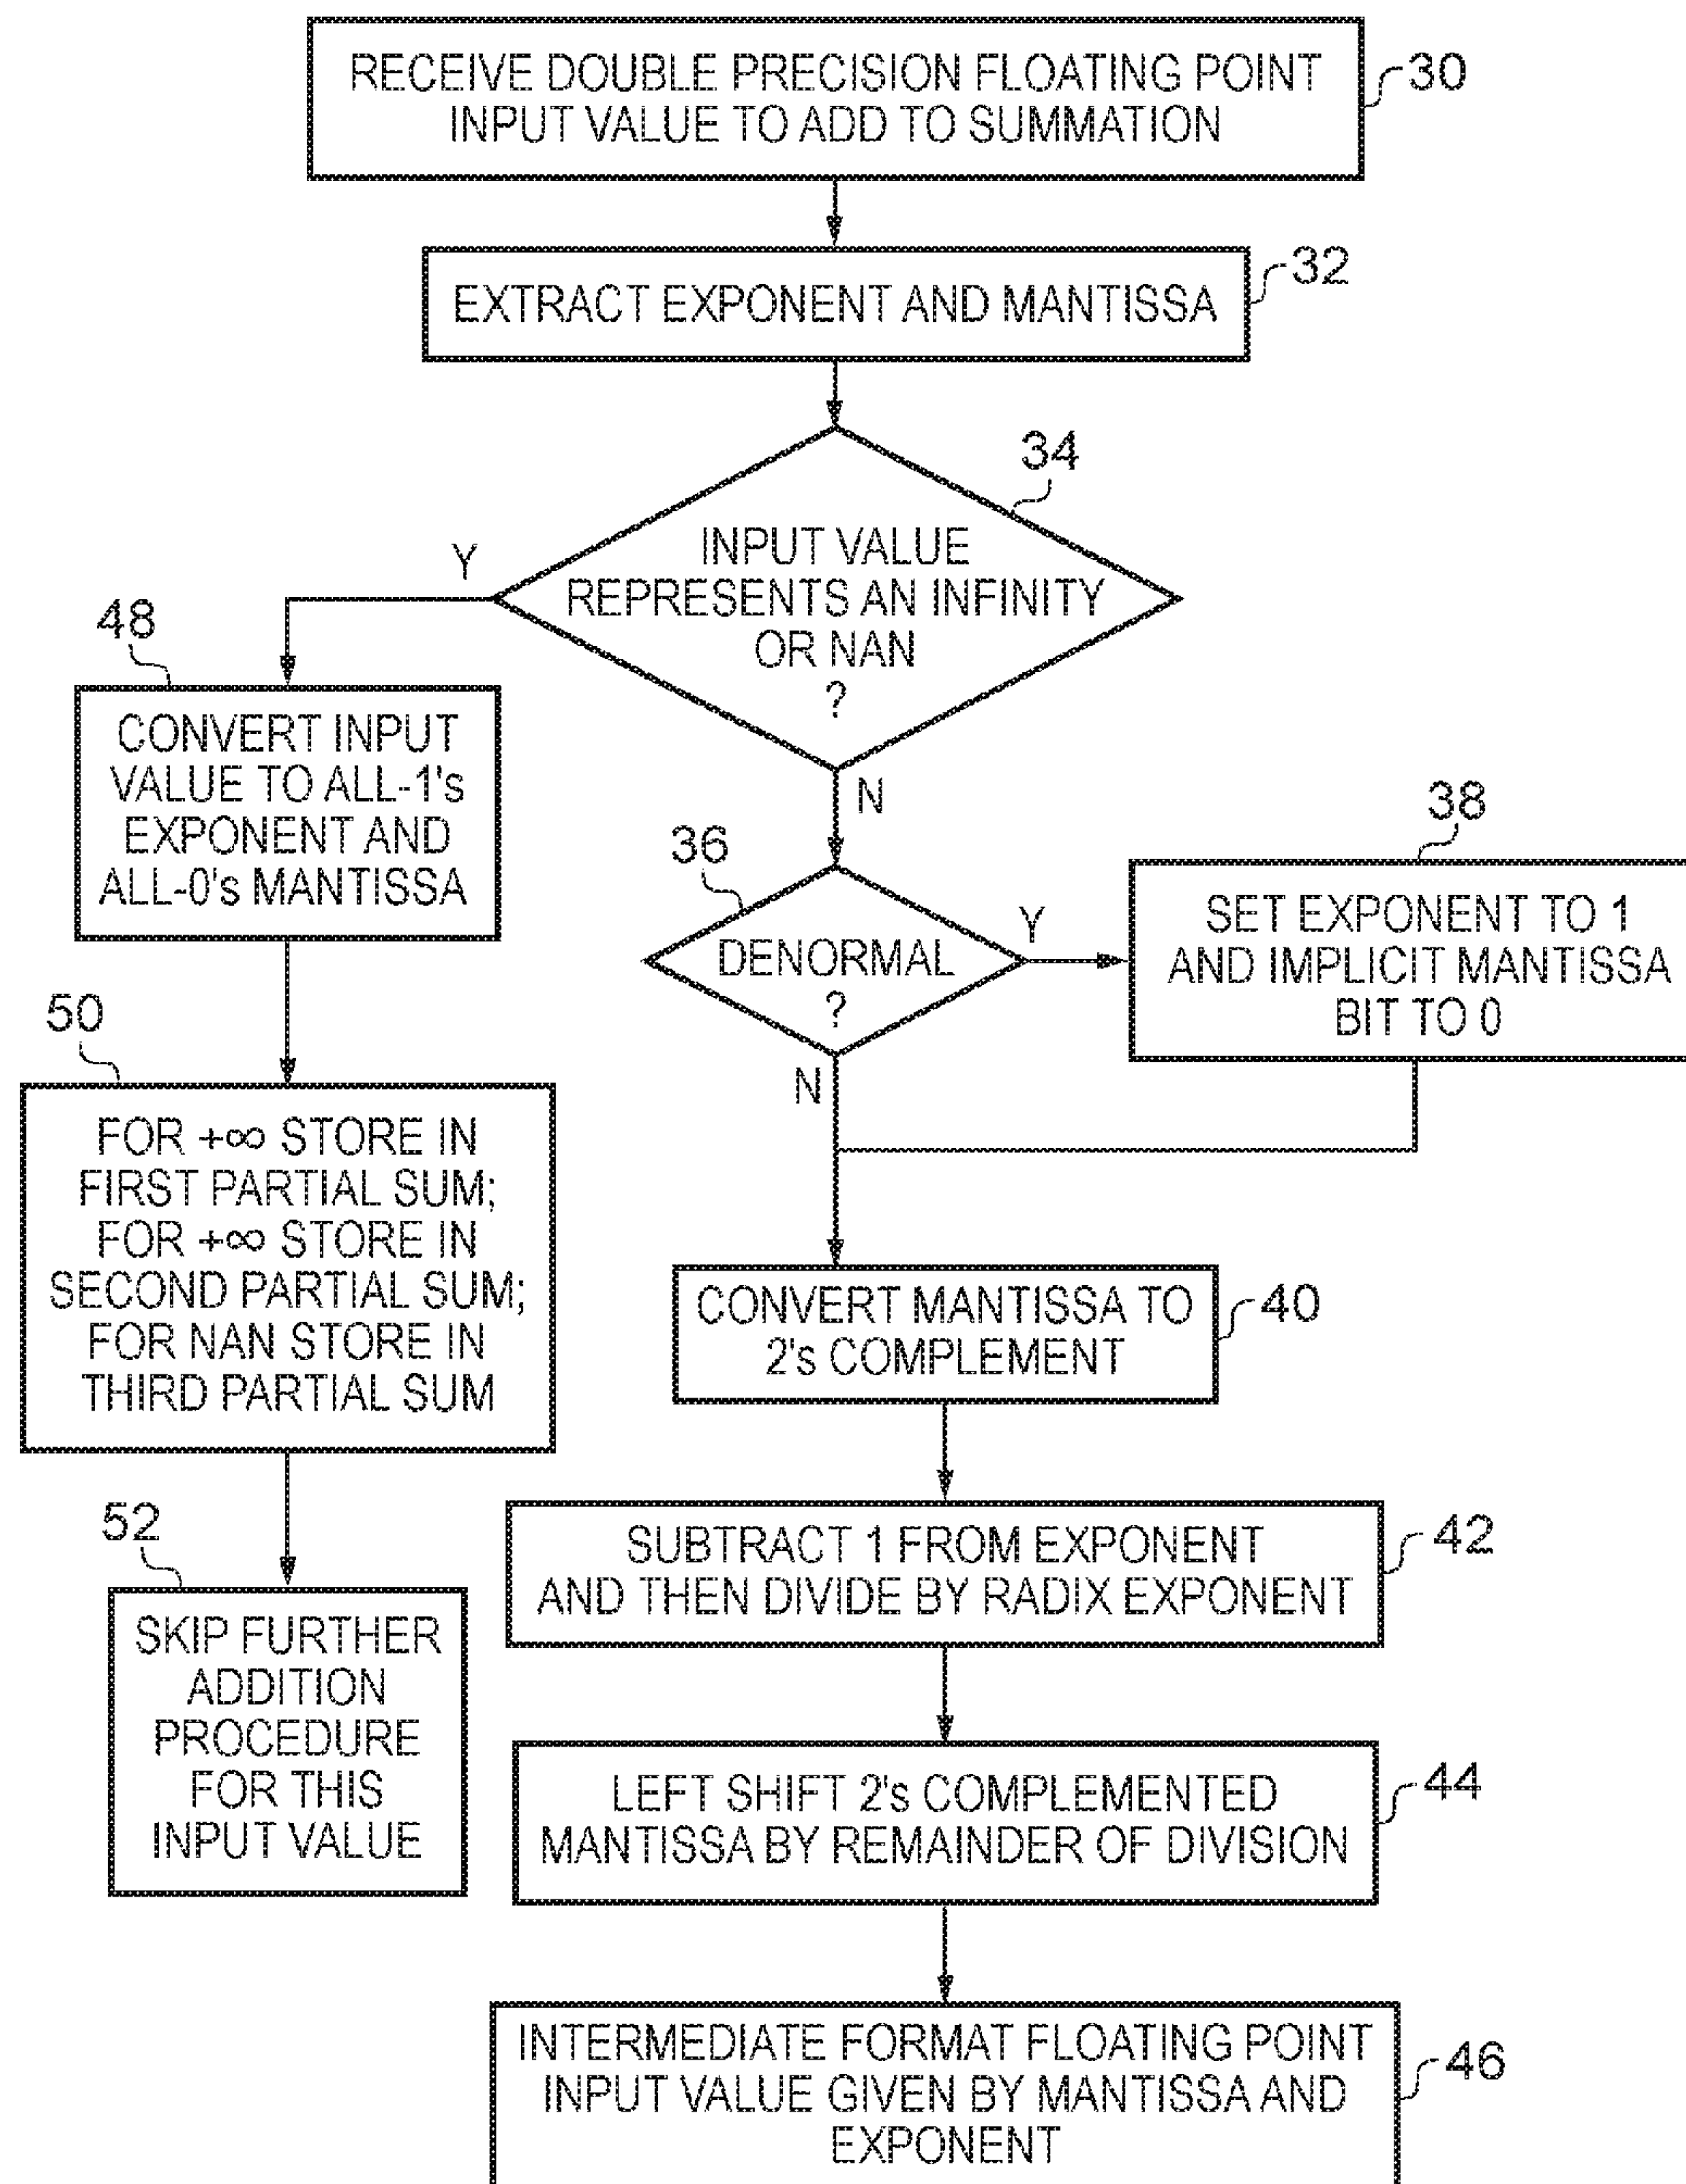 RECEIVE DOUBLE PRECISION FLOATING POINT
INPUT VALUE TO ADD TO SUMMATION
30
EXTRACT EXPONENT AND MANTISSA
32
34
INPUT VALUE
REPRESENTS AN INFINITY
OR NAN
?
Y
N
48
CONVERT INPUT
VALUE TO ALL-1's
EXPONENT AND
ALL-0's MANTISSA
36
DENORMAL
?
Y
N
38
SET EXPONENT TO 1
AND IMPLICIT MANTISSA
BIT TO 0
50
FOR +∞ STORE IN
FIRST PARTIAL SUM;
FOR +∞ STORE IN
SECOND PARTIAL SUM;
FOR NAN STORE IN
THIRD PARTIAL SUM
40
CONVERT MANTISSA TO
2's COMPLEMENT
42
SUBTRACT 1 FROM EXPONENT
AND THEN DIVIDE BY RADIX EXPONENT
52
SKIP FURTHER
ADDITION
PROCEDURE
FOR THIS
INPUT VALUE
44
LEFT SHIFT 2's COMPLEMENTED
MANTISSA BY REMAINDER OF DIVISION
46
INTERMEDIATE FORMAT FLOATING POINT
INPUT VALUE GIVEN BY MANTISSA AND
EXPONENT